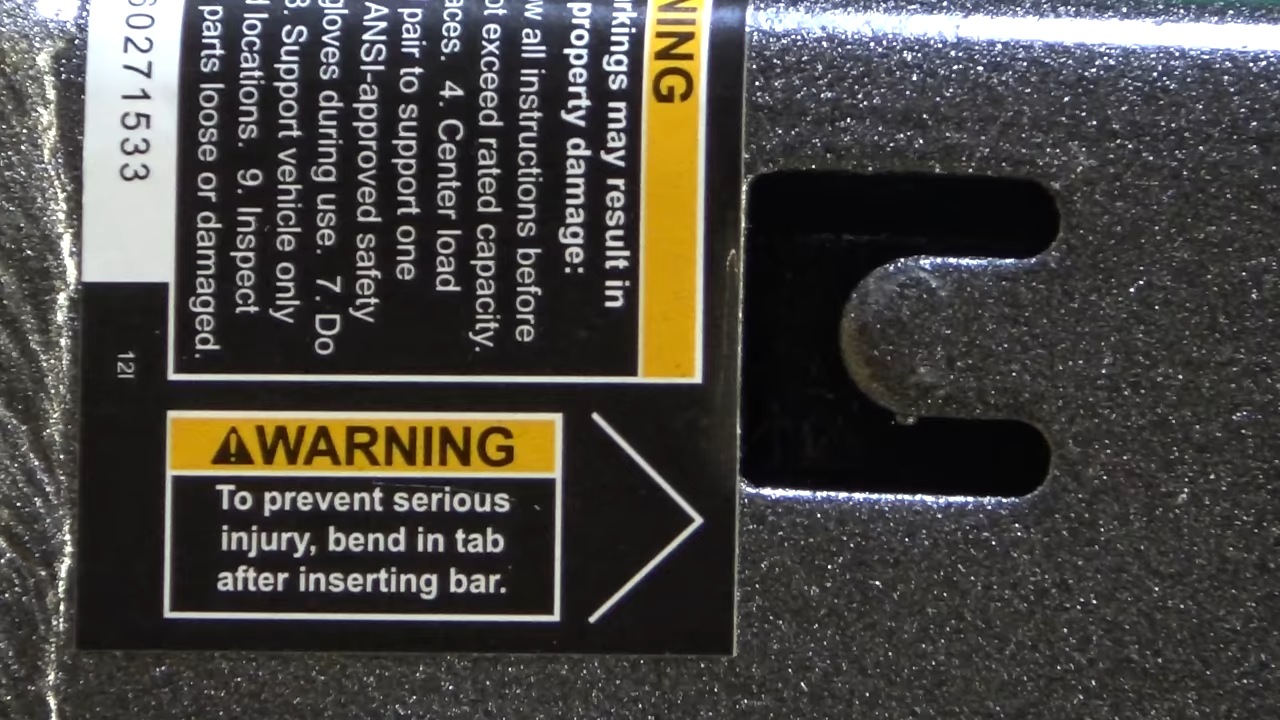 NING
rkings may result in
property damage:
w all instructions before
ot exceed rated capacity.
aces. 4. Center load
pair to support one
ANSI-approved safety
gloves during use. 7. Do
8. Support vehicle only
d locations. 9. Inspect
parts loose or damaged.
602715 33
12I
⚠WARNING
To prevent serious
injury, bend in tab
after inserting bar.